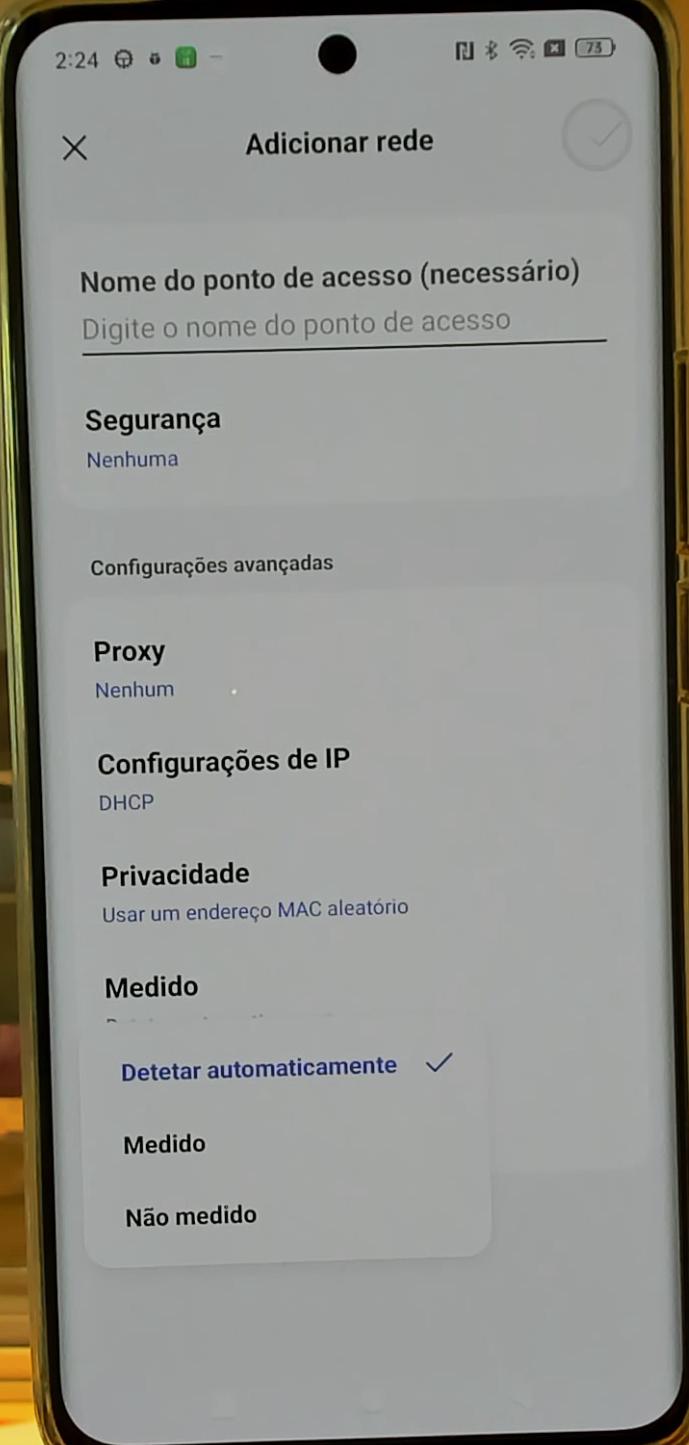 2:24
73
Adicionar rede
Nome do ponto de acesso (necessário)
Digite o nome do ponto de acesso
Segurança
Nenhuma
Configurações avançadas
Proxy
Nenhum
Configurações de IP
DHCP
Privacidade
Usar um endereço MAC aleatório
Medido
Detetar automaticamente
Medido
Não medido